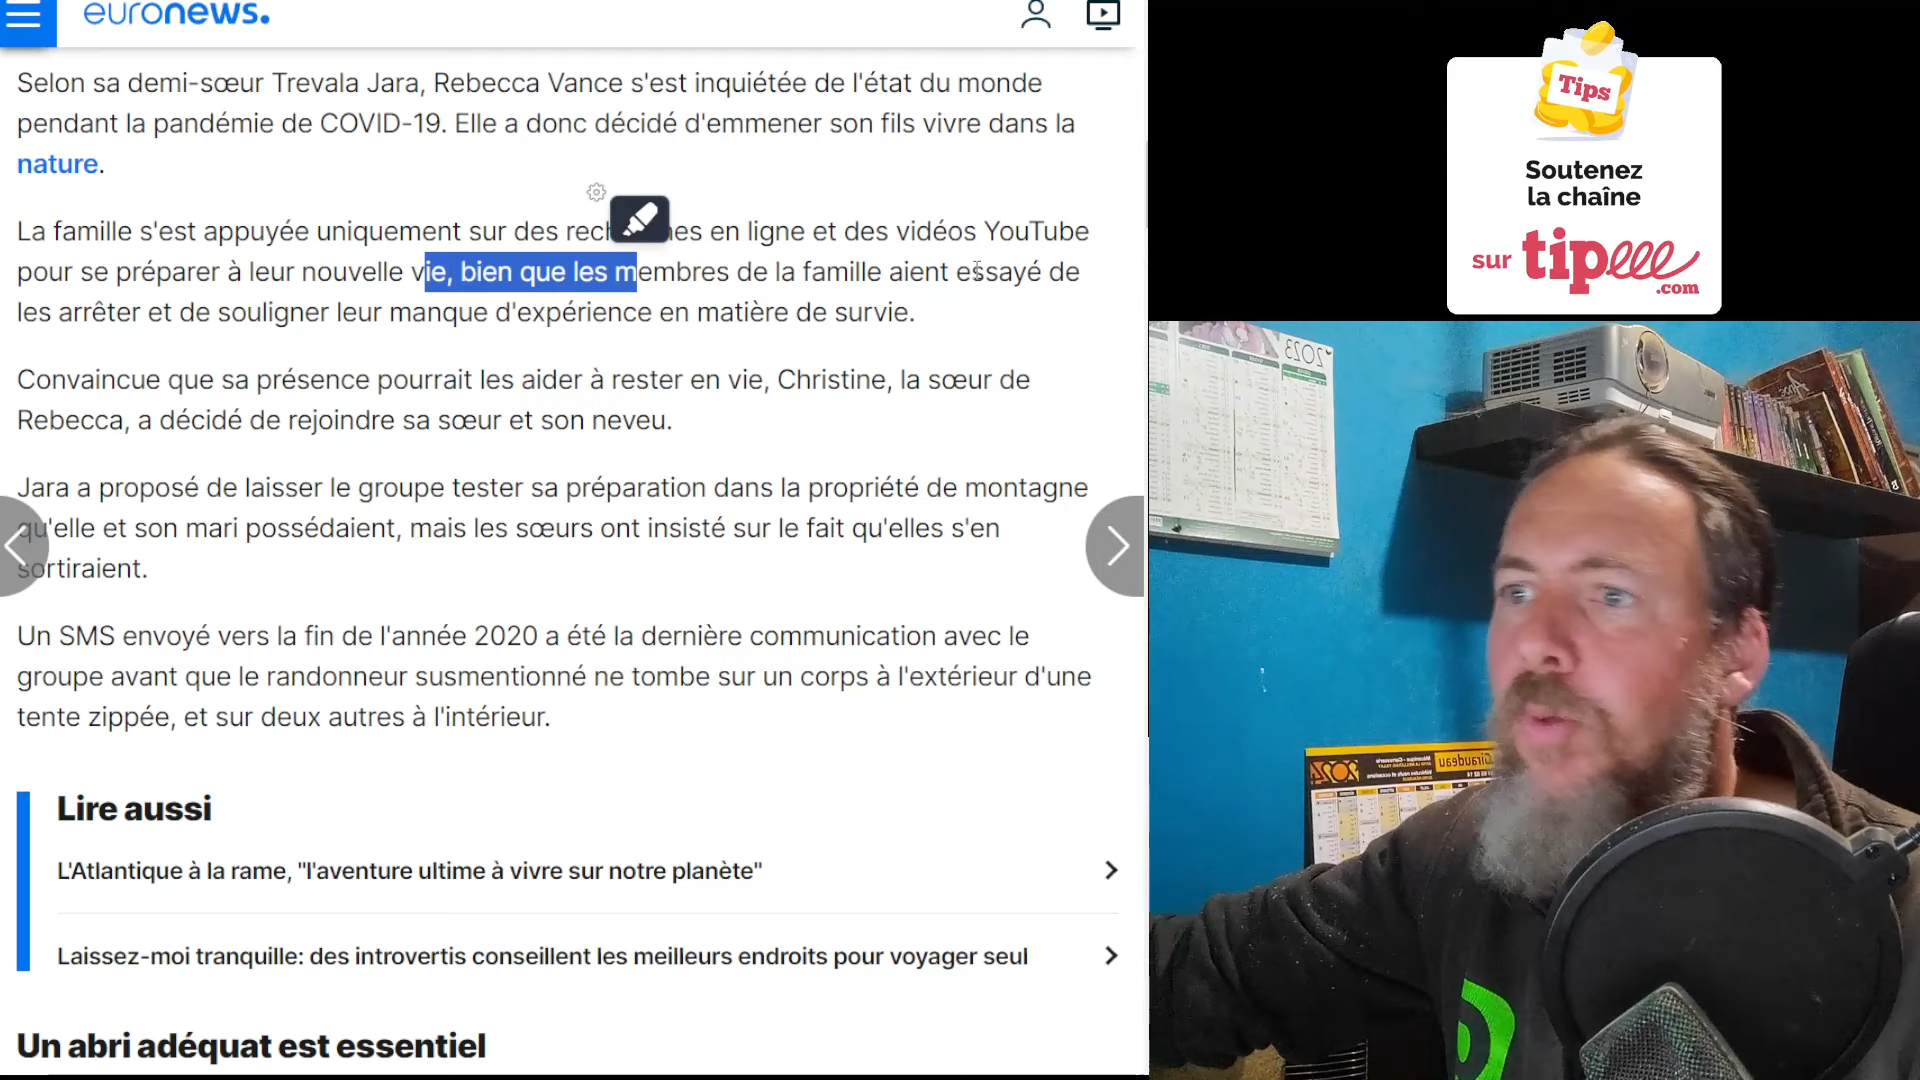 euronews.
Selon sa demi-sœur Trevala Jara, Rebecca Vance s'est inquiétée de l'état du monde
pendant la pandémie de COVID-19. Elle a donc décidé d'emmener son fils vivre dans la
nature.
La famille s'est appuyée uniquement sur des rec es en ligne et des vidéos YouTube
pour se préparer à leur nouvelle vie, bien que les membres de la famille aient essayé de
les arrêter et de souligner leur manque d'expérience en matière de survie.
Convaincue que sa présence pourrait les aider à rester en vie, Christine, la sœur de
Rebecca, a décidé de rejoindre sa sœur et son neveu.
Jara a proposé de laisser le groupe tester sa préparation dans la propriété de montagne
qu'elle et son mari possédaient, mais les sœurs ont insisté sur le fait qu'elles s'en
sortiraient.
Un SMS envoyé vers la fin de l'année 2020 a été la dernière communication avec le
groupe avant que le randonneur susmentionné ne tombe sur un corps à l'extérieur d'une
tente zippée, et sur deux autres à l'intérieur.
Lire aussi
L'Atlantique à la rame, "l'aventure ultime à vivre sur notre planète"
Laissez-moi tranquille: des introvertis conseillent les meilleurs endroits pour voyager seul
Un abri adéquat est essentiel
Tips
Soutenez
la chaîne
sur tipeee
.com
2023
Giraudeau
2022